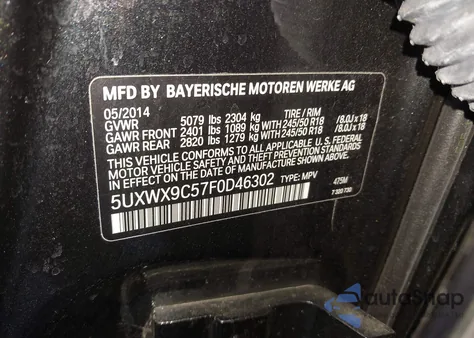 MFD BY BAYERISCHE MOTOREN WERKE AG
05/2014
GVWR 5079 lbs 2304 kg TIRE / RIM
GAWR FRONT 2401 lbs 1089 kg WITH 245/50 R18 /8.0J x 18
GAWR REAR 2820 lbs 1279 kg WITH 245/50 R18 /8.0J x 18
THIS VEHICLE CONFORMS TO ALL APPLICABLE U.S. FEDERAL
MOTOR VEHICLE SAFETY AND THEFT PREVENTION STANDARDS
IN EFFECT ON THE DATE OF MANUFACTURE SHOWN ABOVE.
5UXWX9C57F0D46302 TYPE: MPV 475M
autoSnap